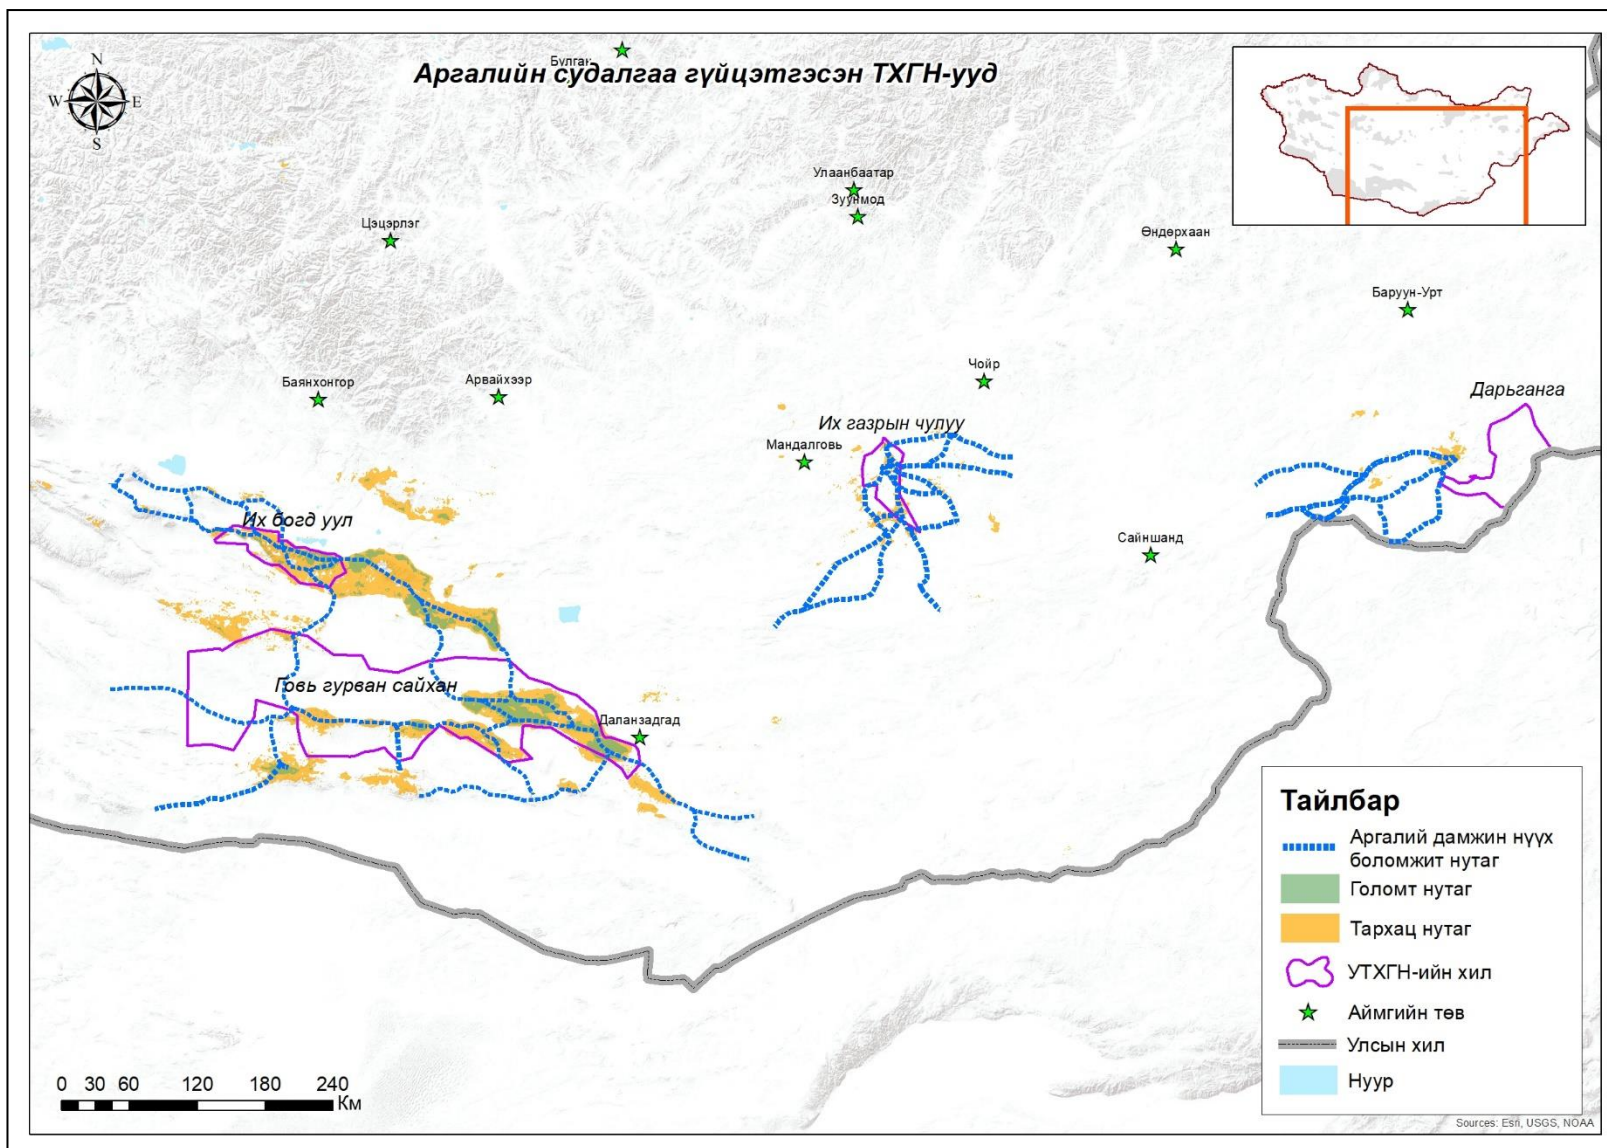 Булган
Аргалийн судалгаа гүйцэтгэсэн ТХГН-ууд
N
W E
S
Улаанбаатар
Зуунмод
Цэцэрлэг
Өндөрхаан
Баруун-Урт
Чойр
Баянхонгор
Арвайхээр
Дарьганга
Их газрын чулуу
Мандалговь
Их богд уул
Сайншанд
Говь гурван сайхан
Даланзадгад
Тайлбар
Аргалий дамжин нүүх
боломжит нутаг
Голомт нутаг
Тархац нутаг
УТХГН-ийн хил
Аймгийн төв
Улсын хил
Нуур
0 30 60 120 180 240
Км
Sources: Esri, USGS, NOAA